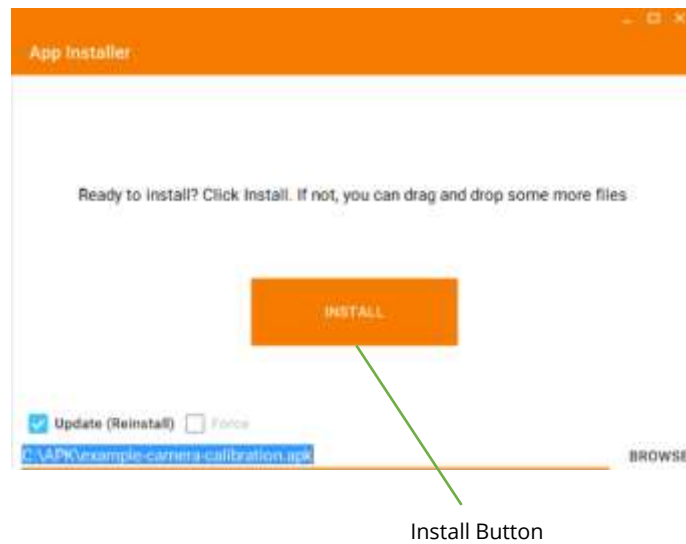 App Installer
Ready to install? Click Install. If not, you can drag and drop some more files
INSTALL
Update (Reinstall) Force
C:\APK\example-camera-calibration.apk BROWSE
Install Button